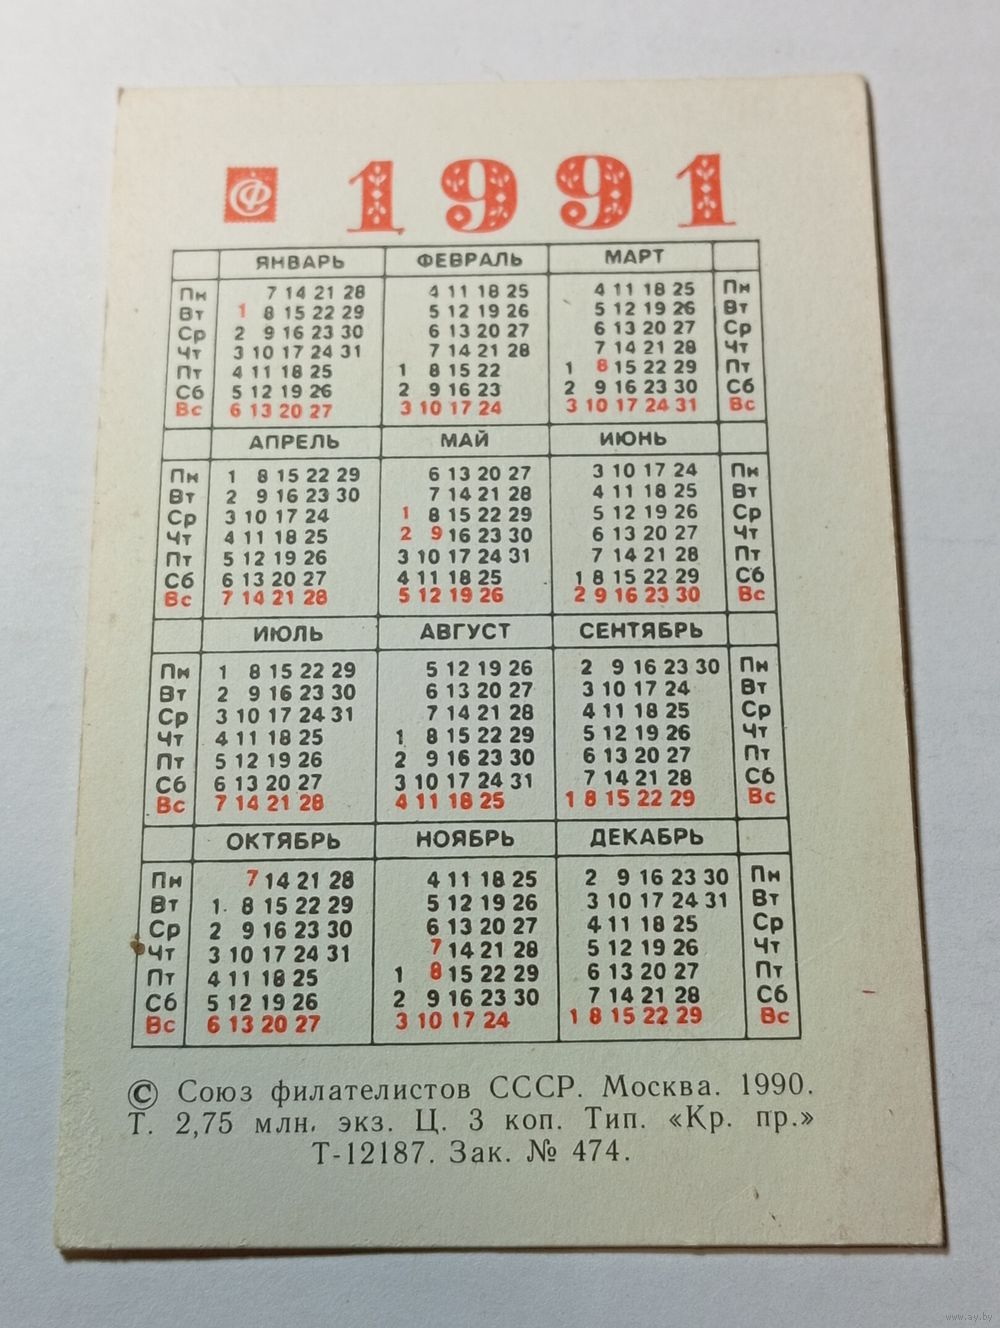 СФ 1991
ЯНВАРЬ ФЕВРАЛЬ МАРТ
Пн 7 14 21 28 4 11 18 25 4 11 18 25 Пн
Вт 1 8 15 22 29 5 12 19 26 5 12 19 26 Вт
Ср 2 9 16 23 30 6 13 20 27 6 13 20 27 Ср
Чт 3 10 17 24 31 7 14 21 28 7 14 21 28 Чт
Пт 4 11 18 25 1 8 15 22 1 8 15 22 29 Пт
Сб 5 12 19 26 2 9 16 23 2 9 16 23 30 Сб
Вс 6 13 20 27 3 10 17 24 3 10 17 24 31 Вс
АПРЕЛЬ МАЙ ИЮНЬ
Пн 1 8 15 22 29 6 13 20 27 3 10 17 24 Пн
Вт 2 9 16 23 30 7 14 21 28 4 11 18 25 Вт
Ср 3 10 17 24 1 8 15 22 29 5 12 19 26 Ср
Чт 4 11 18 25 2 9 16 23 30 6 13 20 27 Чт
Пт 5 12 19 26 3 10 17 24 31 7 14 21 28 Пт
Сб 6 13 20 27 4 11 18 25 1 8 15 22 29 Сб
Вс 7 14 21 28 5 12 19 26 2 9 16 23 30 Вс
ИЮЛЬ АВГУСТ СЕНТЯБРЬ
Пн 1 8 15 22 29 5 12 19 26 2 9 16 23 30 Пн
Вт 2 9 16 23 30 6 13 20 27 3 10 17 24 Вт
Ср 3 10 17 24 31 7 14 21 28 4 11 18 25 Ср
Чт 4 11 18 25 1 8 15 22 29 5 12 19 26 Чт
Пт 5 12 19 26 2 9 16 23 30 6 13 20 27 Пт
Сб 6 13 20 27 3 10 17 24 31 7 14 21 28 Сб
Вс 7 14 21 28 4 11 18 25 1 8 15 22 29 Вс
ОКТЯБРЬ НОЯБРЬ ДЕКАБРЬ
Пн 7 14 21 28 4 11 18 25 2 9 16 23 30 Пн
Вт 1 8 15 22 29 5 12 19 26 3 10 17 24 31 Вт
Ср 2 9 16 23 30 6 13 20 27 4 11 18 25 Ср
Чт 3 10 17 24 31 7 14 21 28 5 12 19 26 Чт
Пт 4 11 18 25 1 8 15 22 29 6 13 20 27 Пт
Сб 5 12 19 26 2 9 16 23 30 7 14 21 28 Сб
Вс 6 13 20 27 3 10 17 24 1 8 15 22 29 Вс
© Союз филателистов СССР. Москва. 1990.
Т. 2,75 млн. экз. Ц. 3 коп. Тип. «Кр. пр.»
Т-12187. Зак. № 474.
www.ay.by